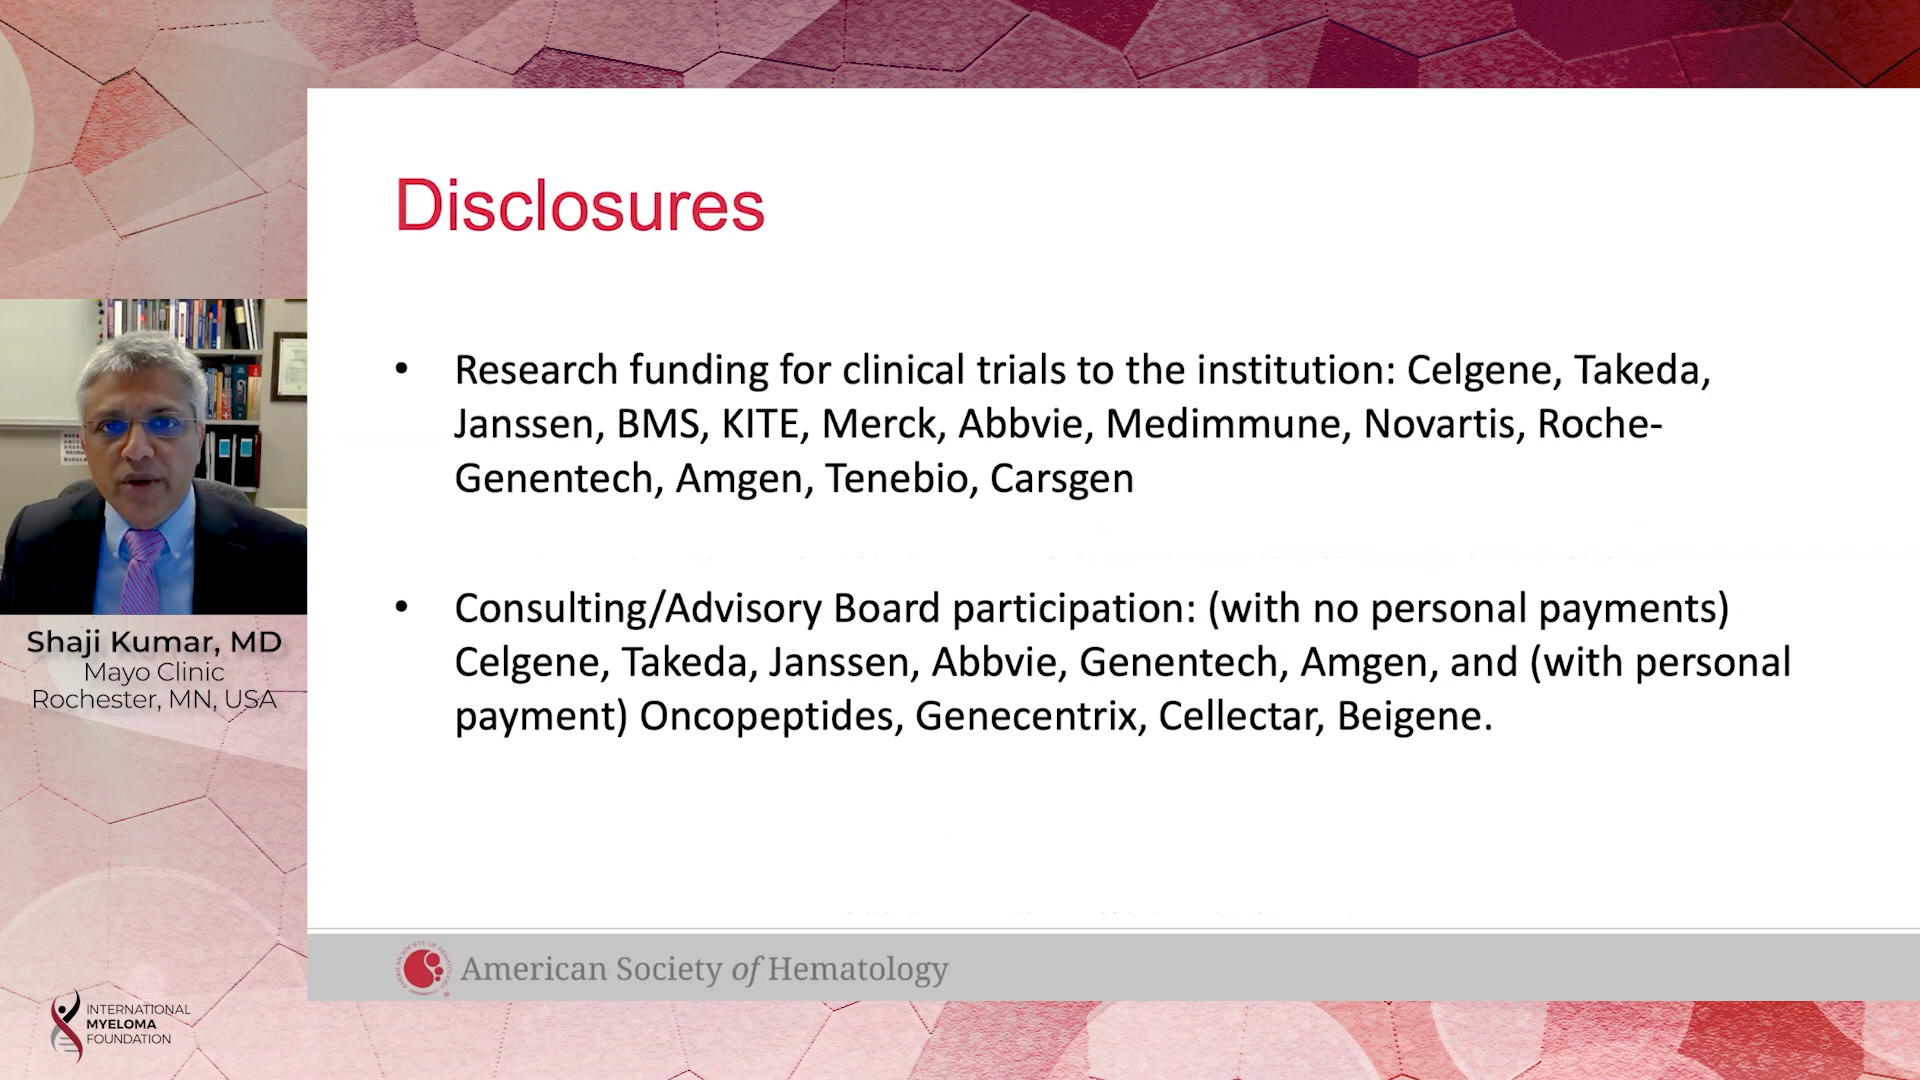 Disclosures
• Research funding for clinical trials to the institution: Celgene, Takeda,
Janssen, BMS, KITE, Merck, Abbvie, Medimmune, Novartis, Roche-
Genentech, Amgen, Tenebio, Carsgen
• Consulting/Advisory Board participation: (with no personal payments)
Celgene, Takeda, Janssen, Abbvie, Genentech, Amgen, and (with personal
payment) Oncopeptides, Genecentrix, Cellectar, Beigene.
Shaji Kumar, MD
Mayo Clinic
Rochester, MN, USA
American Society of Hematology
INTERNATIONAL
MYELOMA
FOUNDATION